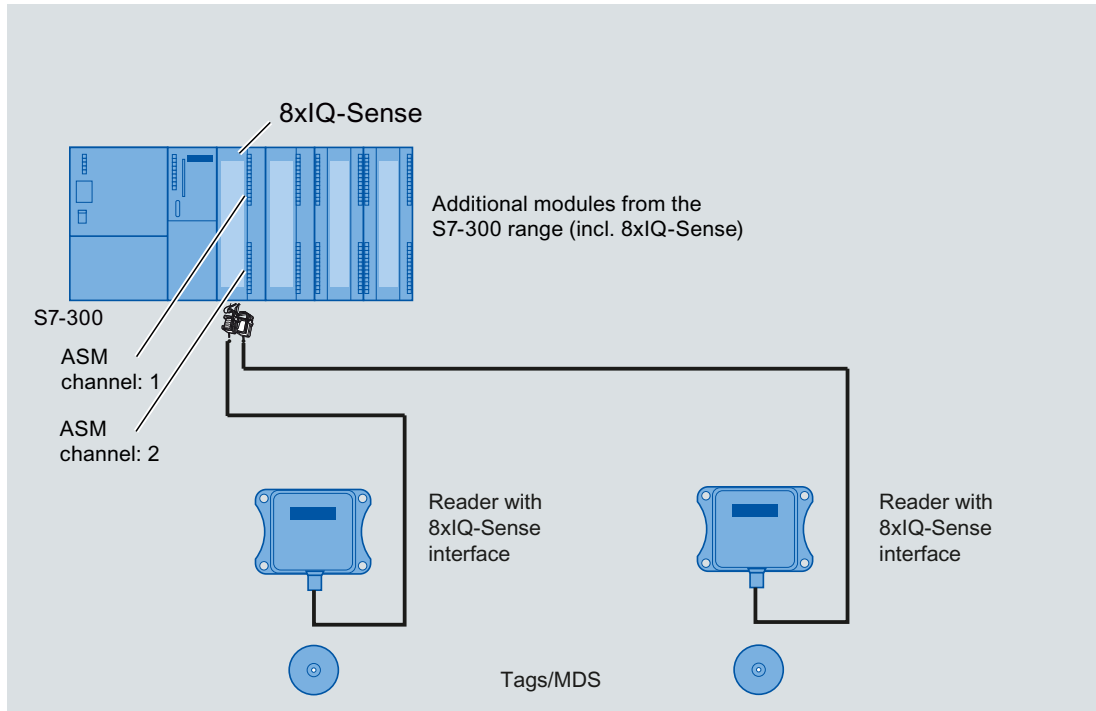 8xIQ-Sense
Additional modules from the
S7-300 range (incl. 8xIQ-Sense)
S7-300
ASM
channel: 1
ASM
channel: 2
Reader with
8xIQ-Sense
interface
Reader with
8xIQ-Sense
interface
Tags/MDS